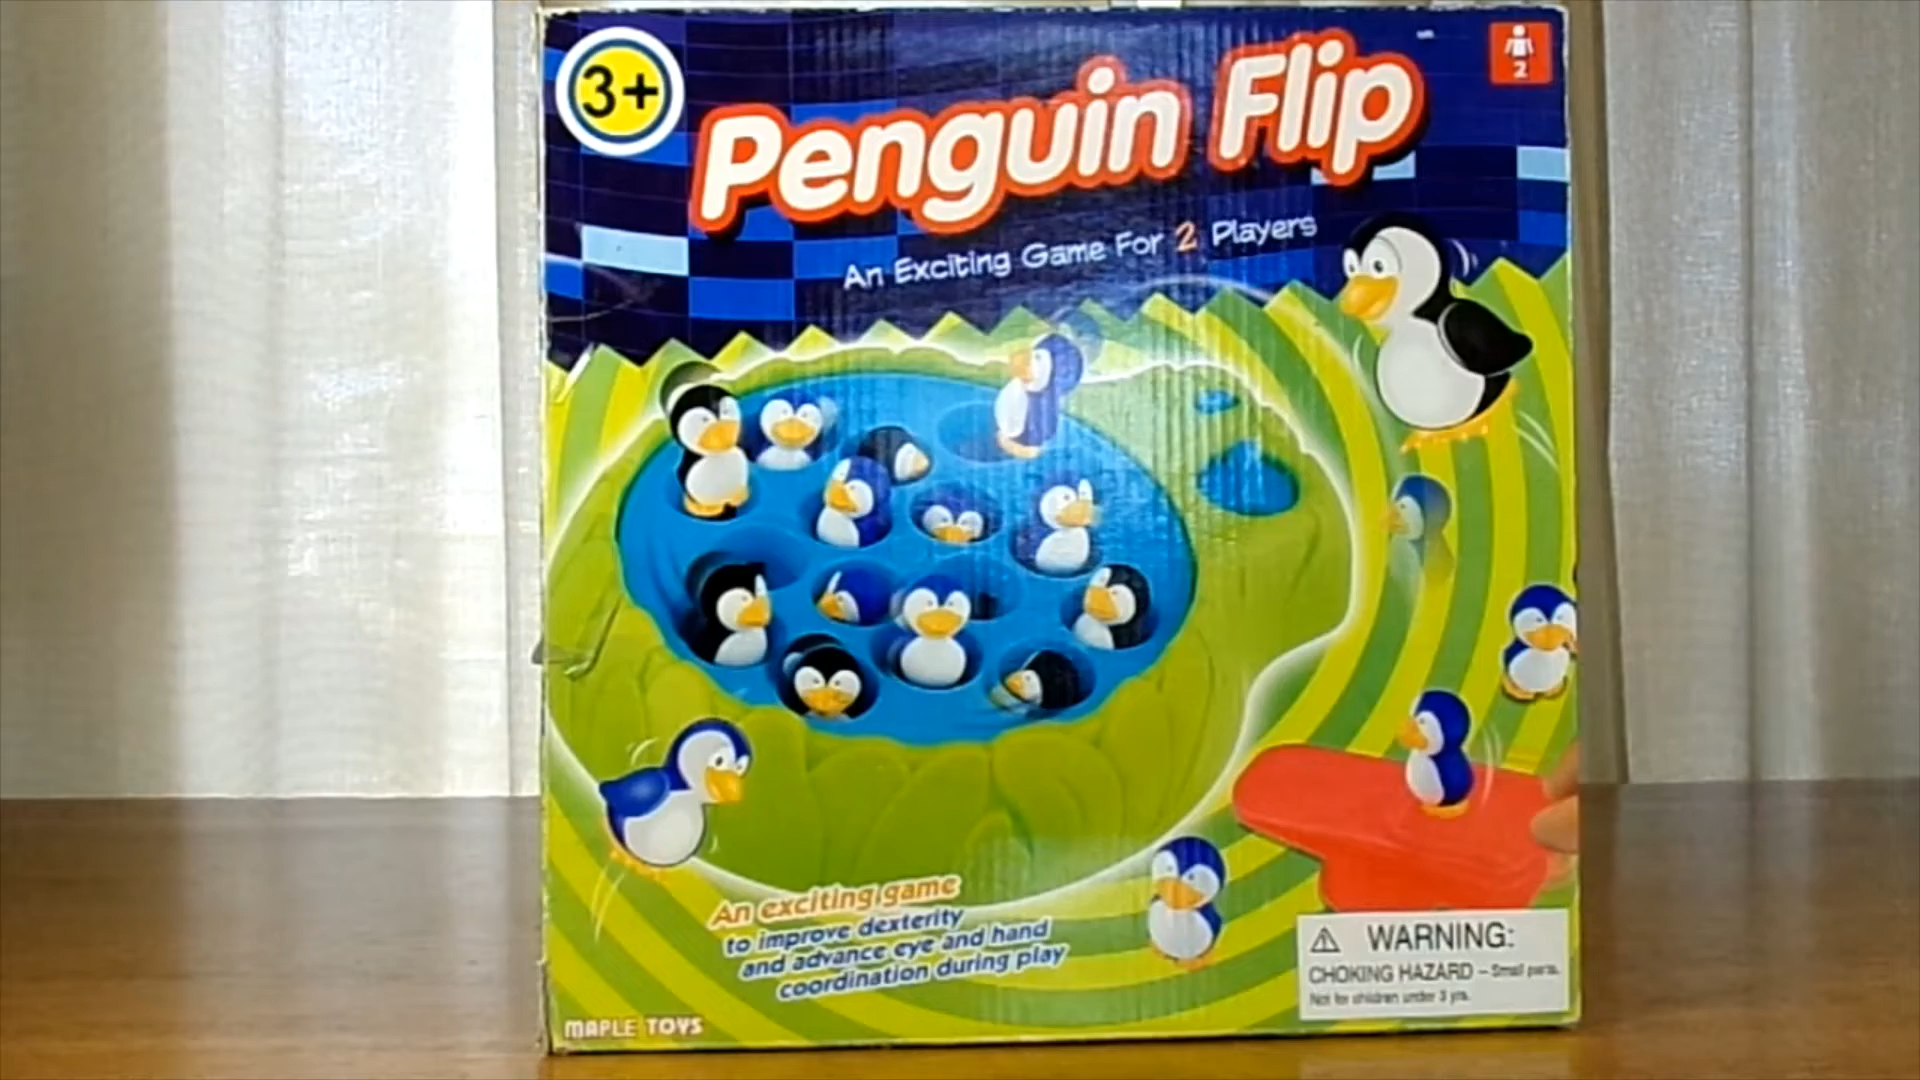 3+
Penguin Flip
2
An Exciting Game For 2 Players
An exciting game
to improve dexterity
and advance eye and hand
coordination during play
WARNING:
CHOKING HAZARD – Small parts.
Not for children under 3 yrs.
MAPLE TOYS